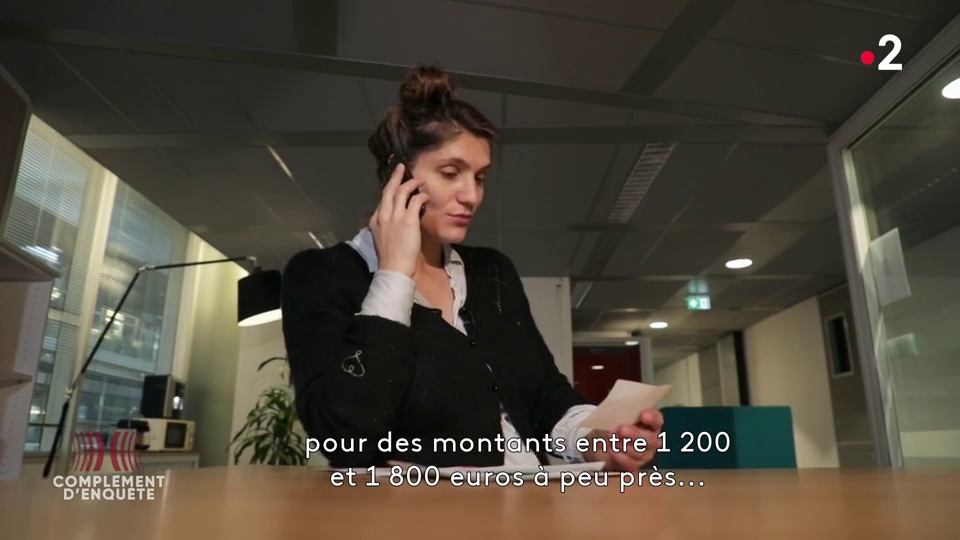 2
pour des montants entre 1 200
et 1 800 euros à peu près...
COMPLÉMENT
D'ENQUÊTE